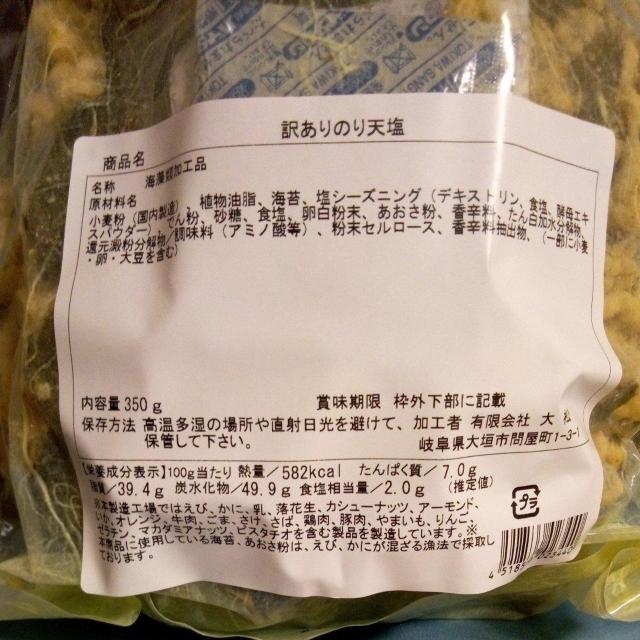 訳ありのり天塩
商品名
名称 海藻類加工品
原材料名
小麦粉(国内製造)、植物油脂、海苔、塩シーズニング(デキストリン、食塩、酵母エキ
スパウダー)、でん粉、砂糖、食塩、卵白粉末、あおさ粉、香辛料、たん白加水分解物、
還元澱粉分解物/調味料(アミノ酸等)、粉末セルロース、香辛料抽出物、(一部に小麦
・卵・大豆を含む)
内容量 350g 賞味期限 枠外下部に記載
保存方法 高温多湿の場所や直射日光を避けて、 加工者 有限会社 大松
保管して下さい。 岐阜県大垣市問屋町1-3-1
【栄養成分表示】100g当たり 熱量/582kcal たんぱく質/7.0g
脂質/39.4g 炭水化物/49.9g 食塩相当量/2.0g (推定値)
※本製造工場ではえび、かに、乳、落花生、カシューナッツ、アーモンド、
いか、オレンジ、牛肉、ごま、さけ、さば、鶏肉、豚肉、やまいも、りんご、
ゼラチン、マカダミアナッツ、ピスタチオを含む製品を製造しています。※
本商品に使用している海苔、あおさ粉は、えび、かにが混ざる漁法で採取し
ております。
プラ